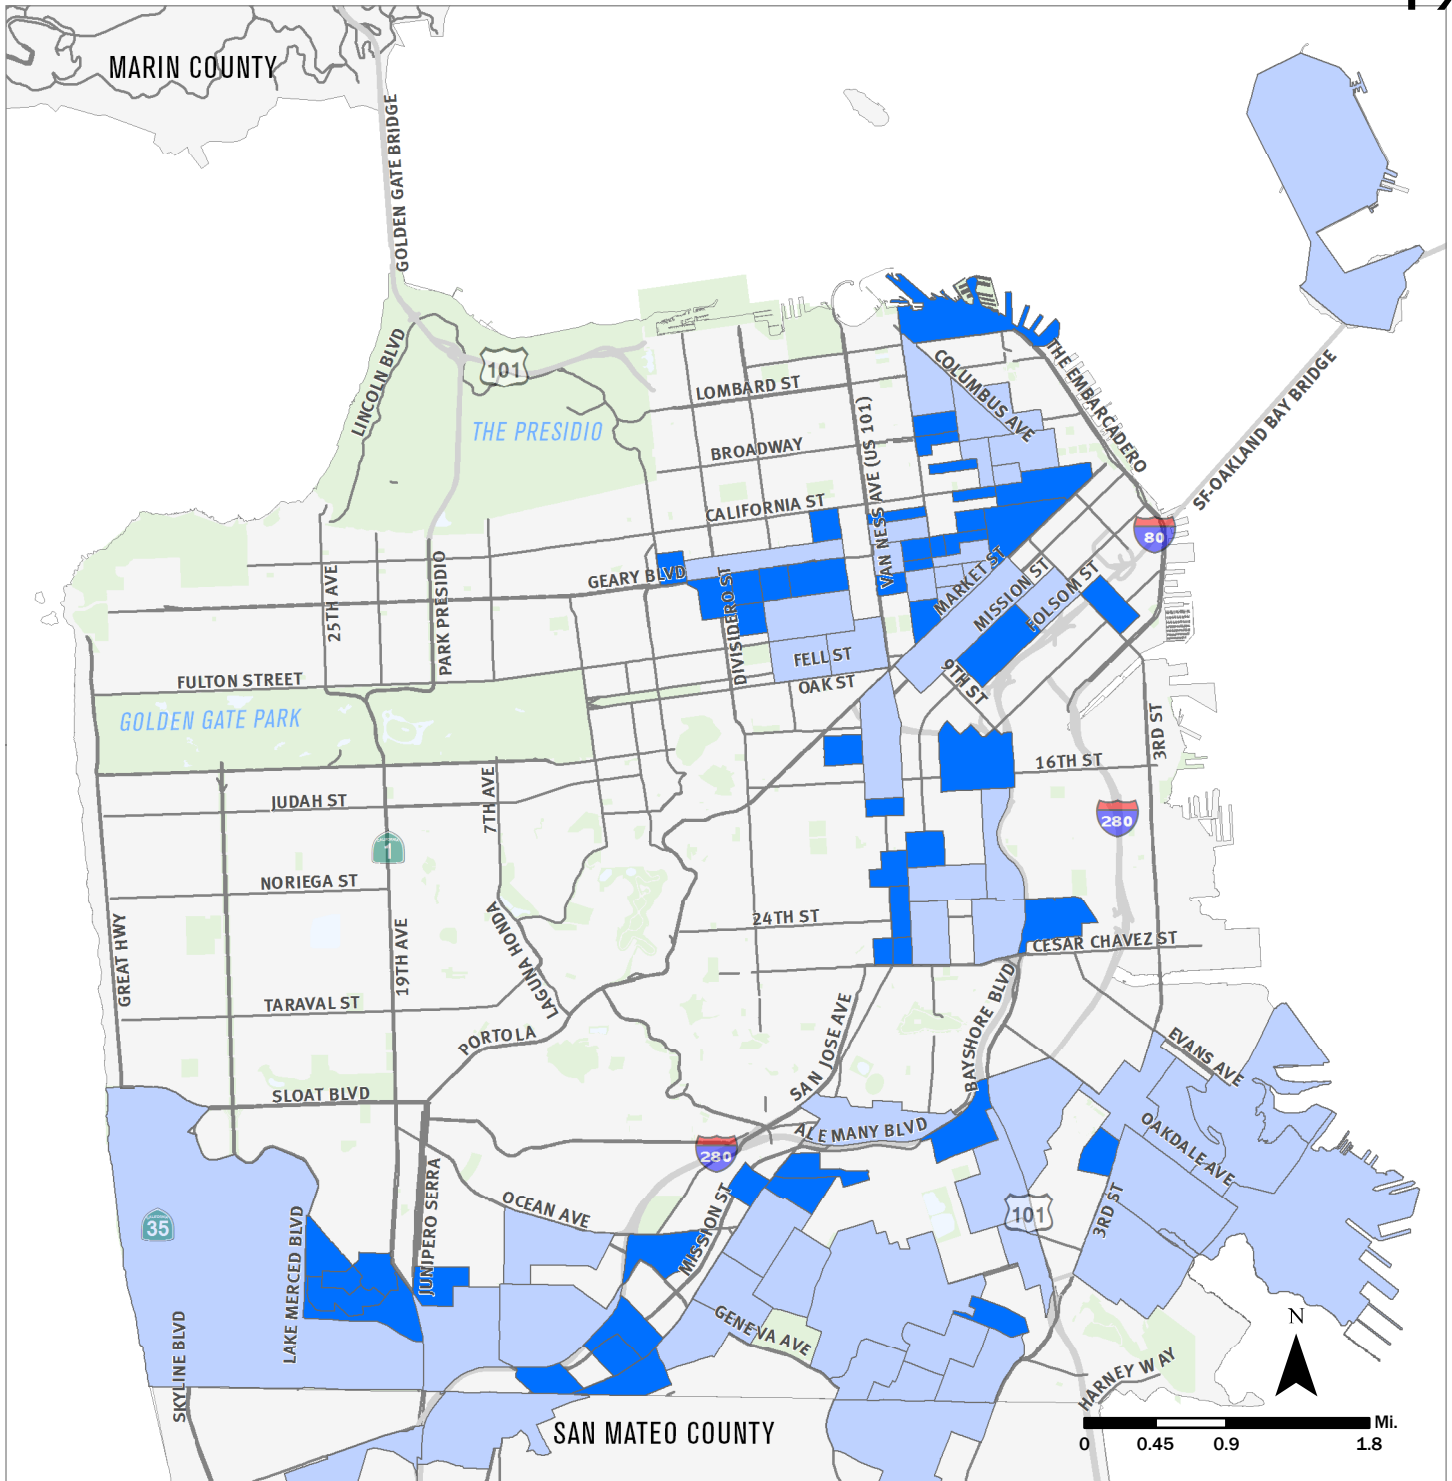 MARIN COUNTY
GOLDEN GATE BRIDGE
LINCOLN BLVD
101
THE PRESIDIO
LOMBARD ST
BROADWAY
CALIFORNIA ST
VAN NESS AVE (US 101)
COLUMBUS AVE
THE EMBARCADERO
SF-OAKLAND BAY BRIDGE
80
25TH AVE
PARK PRESIDIO
GEARY BLVD
DIVISIDERO ST
MARKET ST
MISSION ST
FOLSOM ST
FULTON STREET
FELL ST
OAK ST
9TH ST
GOLDEN GATE PARK
3RD ST
16TH ST
JUDAH ST
7TH AVE
280
1
NORIEGA ST
GREAT HWY
19TH AVE
LAGUNA HONDA
24TH ST
CESAR CHAVEZ ST
TARAVAL ST
PORTOLA
SAN JOSE AVE
BAYSHORE BLVD
EVANS AVE
SLOAT BLVD
ALEMANY BLVD
OAKDALE AVE
280
35
LAKE MERCED BLVD
JUNIPERO SERRA
OCEAN AVE
MISSION ST
101
3RD ST
SKYLINE BLVD
GENEVA AVE
HARNEY WAY
N
SAN MATEO COUNTY
Mi.
0 0.45 0.9 1.8